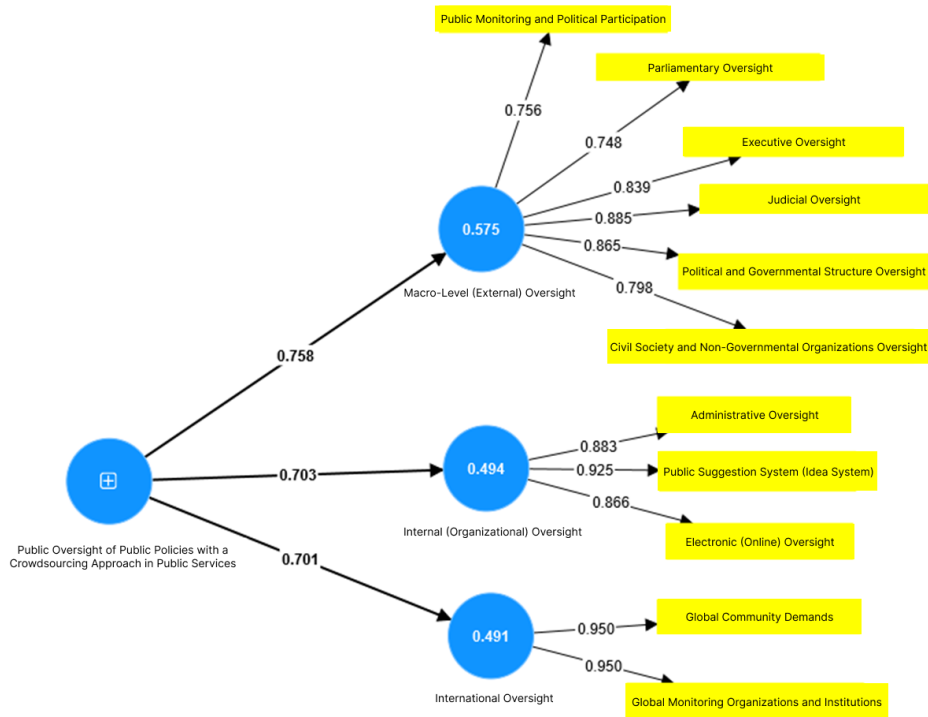 Public Monitoring and Political Participation
Parliamentary Oversight
0.756
0.748
Executive Oversight
0.839
Judicial Oversight
0.885
0.575
0.865
Political and Governmental Structure Oversight
0.798
Macro-Level (External) Oversight
Civil Society and Non-Governmental Organizations Oversight
0.758
Administrative Oversight
0.883
0.703
0.494
0.925
Public Suggestion System (Idea System)
0.866
Internal (Organizational) Oversight
Electronic (Online) Oversight
Public Oversight of Public Policies with a
Crowdsourcing Approach in Public Services
0.701
Global Community Demands
0.950
0.491
0.950
International Oversight
Global Monitoring Organizations and Institutions